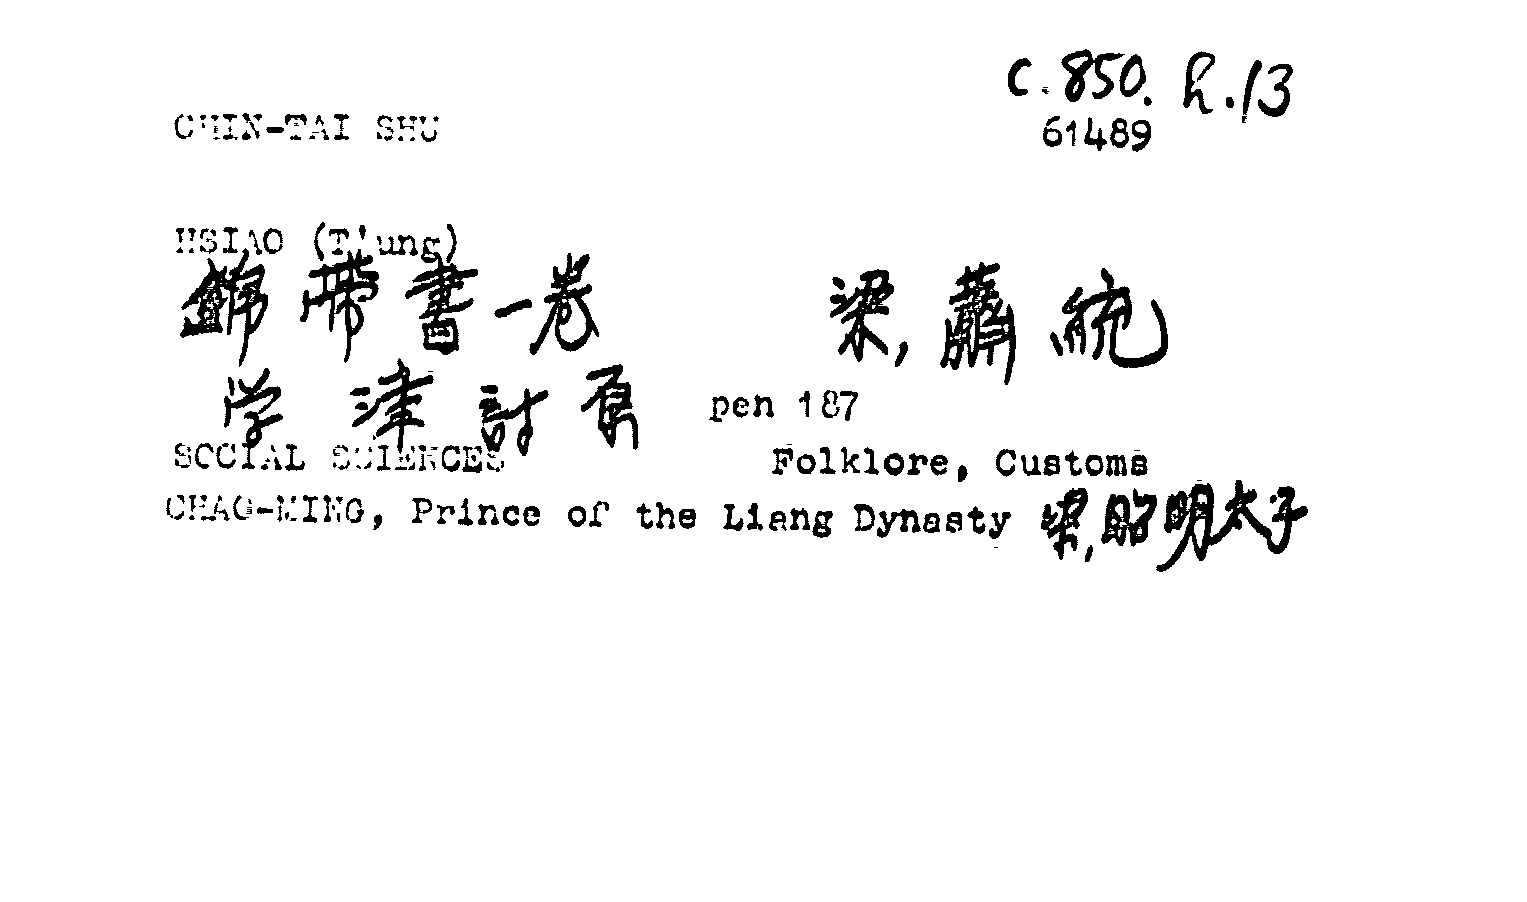 c.850.h.13
CHIN-TAI SHU
61489
HSIAO (T'ung)
錦帶書一卷 梁,蕭統
学津討原 pen 187
SOCIAL SCIENCES Folklore, Customs
CHAO-MING, Prince of the Liang Dynasty 梁,昭明太子